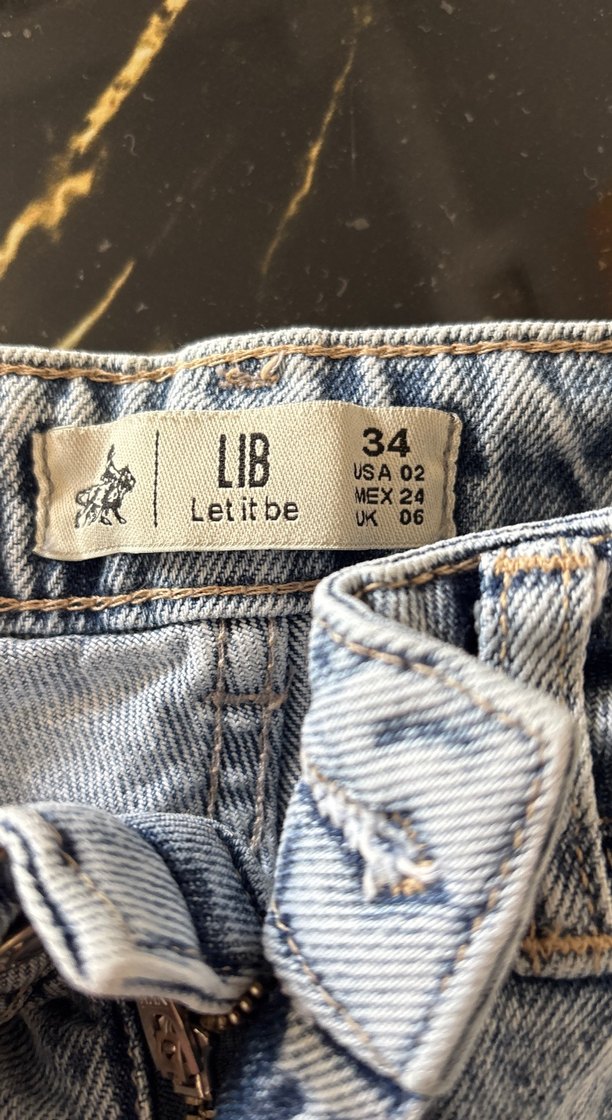 LIB
Let it be
34
USA 02
MEX 24
UK 06